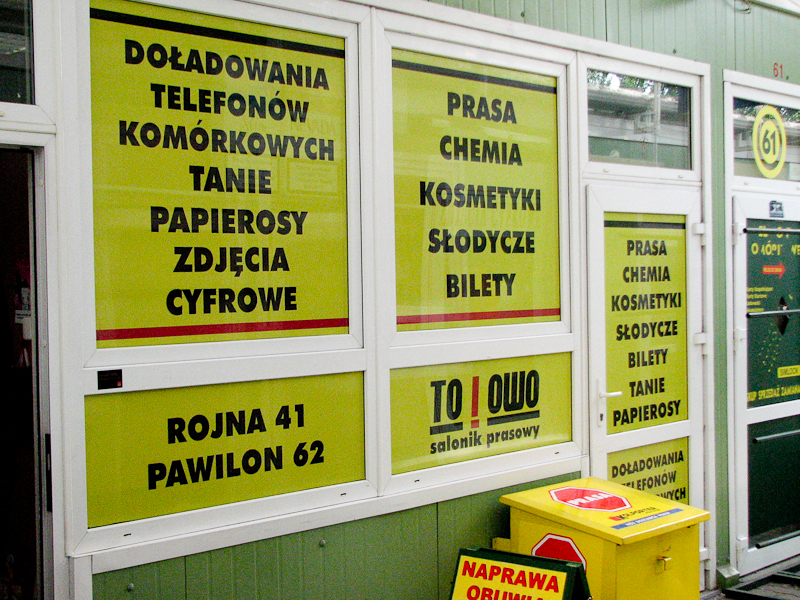 DOŁADOWANIA
TELEFONÓW
KOMÓRKOWYCH
TANIE
PAPIEROSY
ZDJĘCIA
CYFROWE
PRASA
CHEMIA
KOSMETYKI
SŁODYCZE
BILETY
ROJNA 41
PAWILON 62
TO ! OWO
salonik prasowy
PRASA
CHEMIA
KOSMETYKI
SŁODYCZE
BILETY
TANIE
PAPIEROSY
DOŁADOWANIA
TELEFONÓW
PRASA
NAPRAWA
61
61